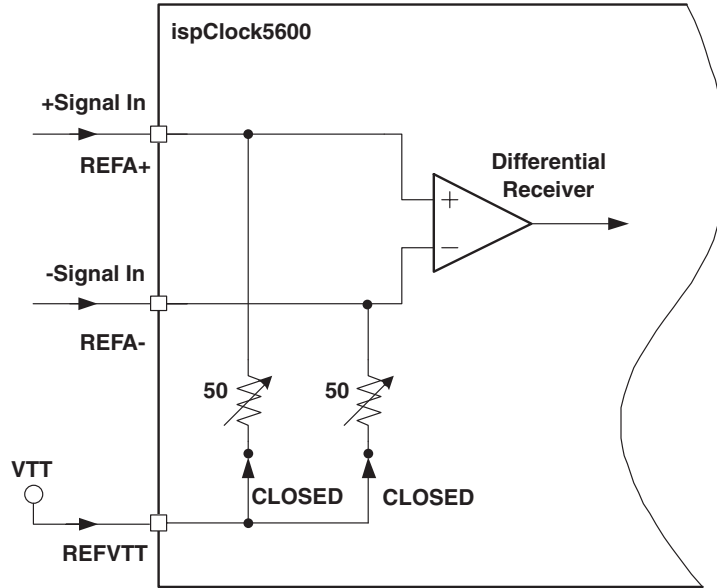 ispClock5600
+Signal In
REFA+
Differential
Receiver
+
−
-Signal In
REFA-
50
50
VTT
CLOSED
CLOSED
REFVTT